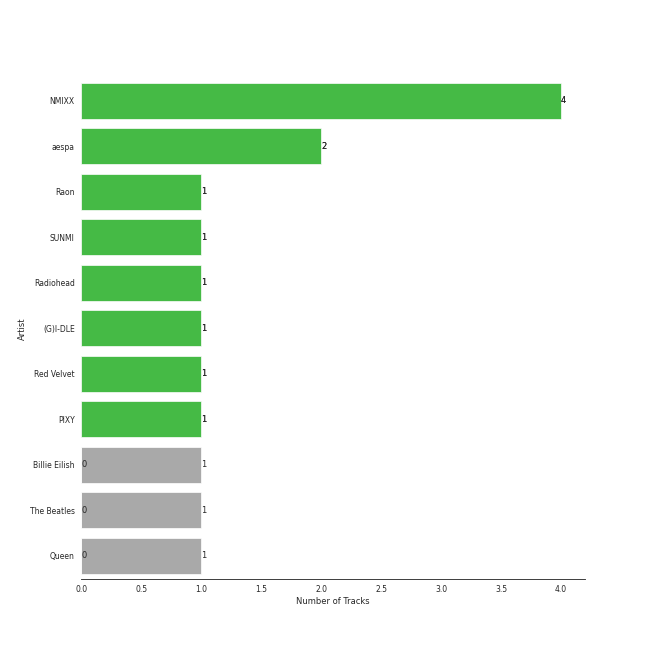 NMIXX 4
aespa 2
Raon 1
SUNMI 1
Radiohead 1
(G)I-DLE 1
Red Velvet 1
PIXY 1
Billie Eilish 0 1
The Beatles 0 1
Queen 0 1
Artist
0.0 0.5 1.0 1.5 2.0 2.5 3.0 3.5 4.0
Number of Tracks